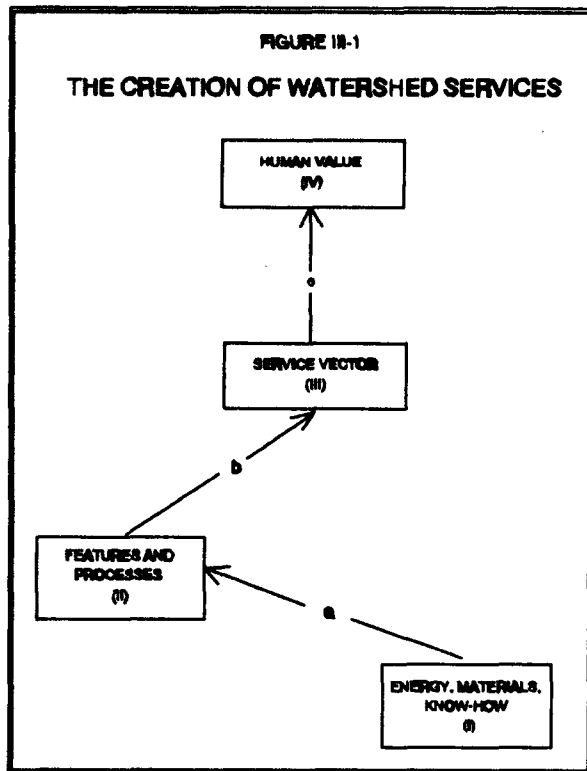 FIGURE III-1
THE CREATION OF WATERSHED SERVICES
HUMAN VALUE
(IV)
c
SERVICE VECTOR
(III)
b
FEATURES AND
PROCESSES
(II)
a
ENERGY, MATERIALS,
KNOW-HOW
(I)